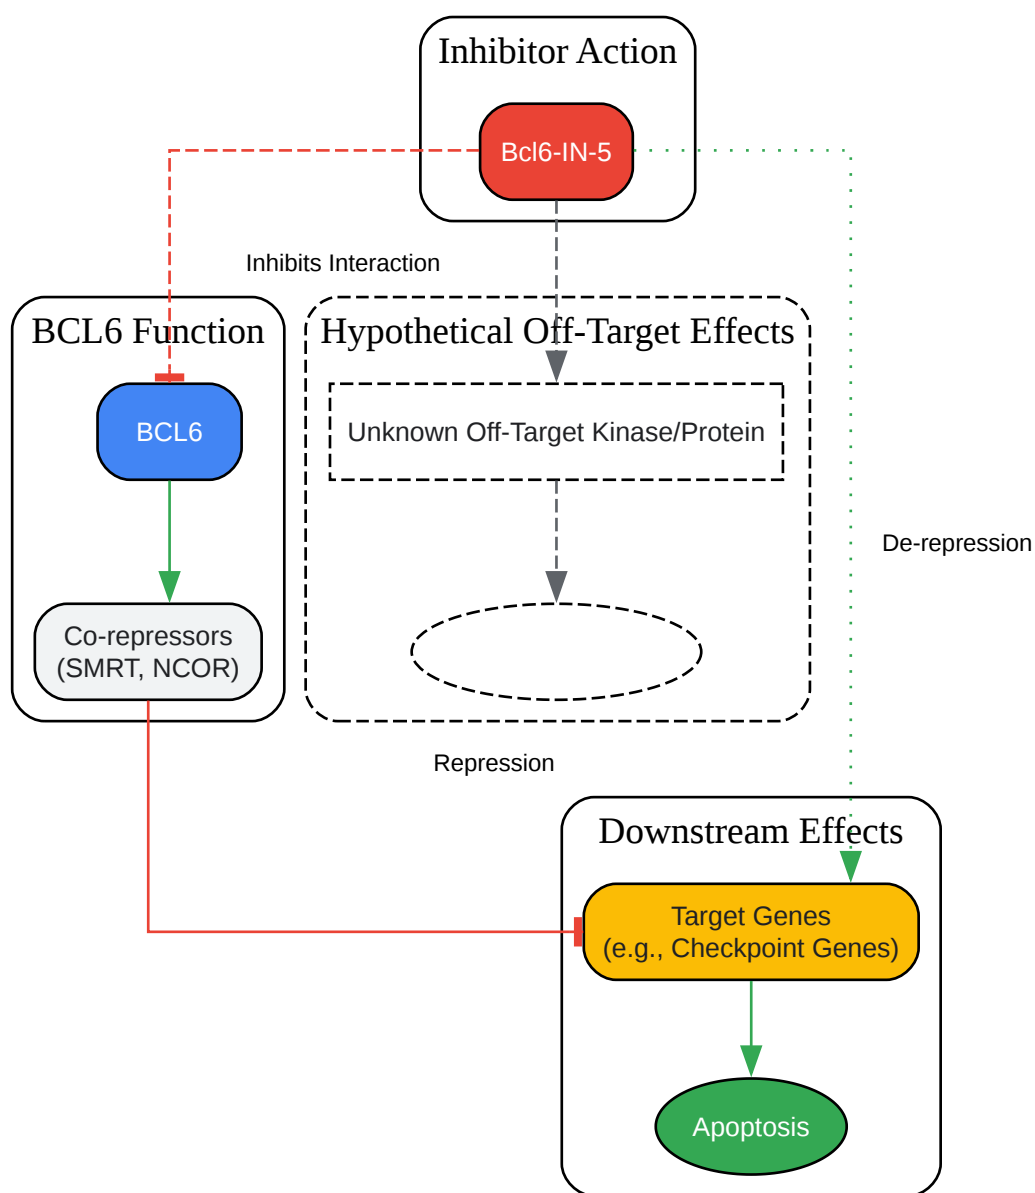 Inhibitor Action
Bcl6-IN-5
Inhibits Interaction
BCL6 Function
Hypothetical Off-Target Effects
BCL6
Unknown Off-Target Kinase/Protein
De-repression
Co-repressors
(SMRT, NCOR)
Repression
Downstream Effects
Target Genes
(e.g., Checkpoint Genes)
Apoptosis